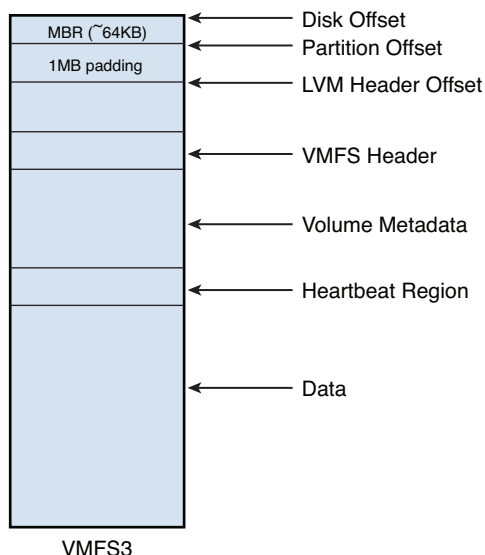 Disk Offset
MBR (~64KB)
Partition Offset
1MB padding
LVM Header Offset
VMFS Header
Volume Metadata
Heartbeat Region
Data
VMFS3